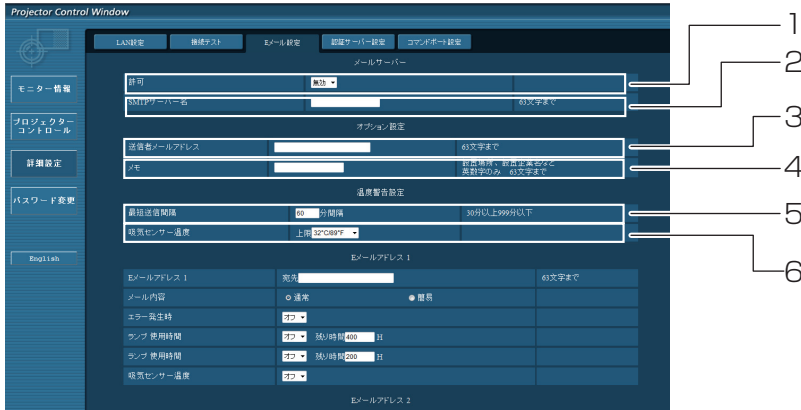 Projector Control Window
LAN設定 接続テスト Eメール設定 認証サーバー設定 コマンドポート設定
メールサーバー
許可 無効
SMTPサーバー名 63文字まで
オプション設定
送信者メールアドレス 63文字まで
メモ 設置場所、設置企業名など
英数字のみ 63文字まで
温度警告設定
最短送信間隔 60 分間隔 30分以上999分以下
吸気センサー温度 上限 32°C/89°F
Eメールアドレス 1
Eメールアドレス 1 宛先 63文字まで
メール内容 通常 簡易
エラー発生時 オフ
ランプ 使用時間 オフ 残り時間 400 H
ランプ 使用時間 オフ 残り時間 200 H
吸気センサー温度 オフ
Eメールアドレス 2
モニター情報
プロジェクター
コントロール
詳細設定
パスワード変更
English
1
2
3
4
5
6